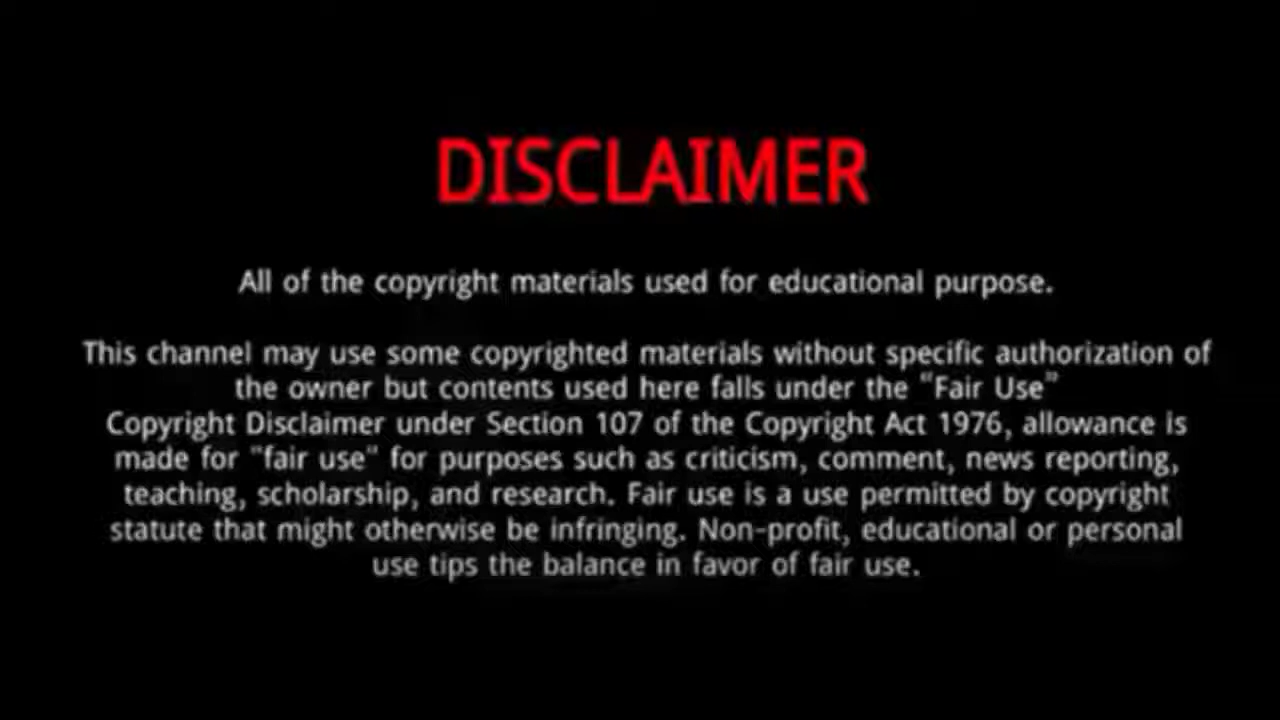 DISCLAIMER
All of the copyright materials used for educational purpose.
This channel may use some copyrighted materials without specific authorization of
the owner but contents used here falls under the "Fair Use"
Copyright Disclaimer under Section 107 of the Copyright Act 1976, allowance is
made for "fair use" for purposes such as criticism, comment, news reporting,
teaching, scholarship, and research. Fair use is a use permitted by copyright
statute that might otherwise be infringing. Non-profit, educational or personal
use tips the balance in favor of fair use.